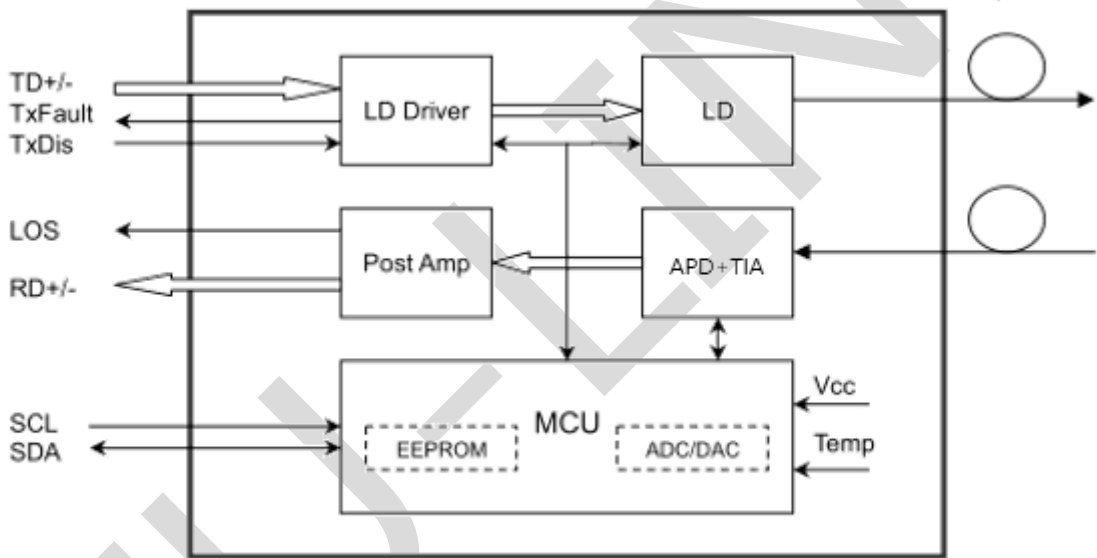 TD+/-
TxFault
TxDis
LD Driver
LD
LOS
RD+/-
Post Amp
APD+TIA
SCL
SDA
MCU
EEPROM
ADC/DAC
Vcc
Temp